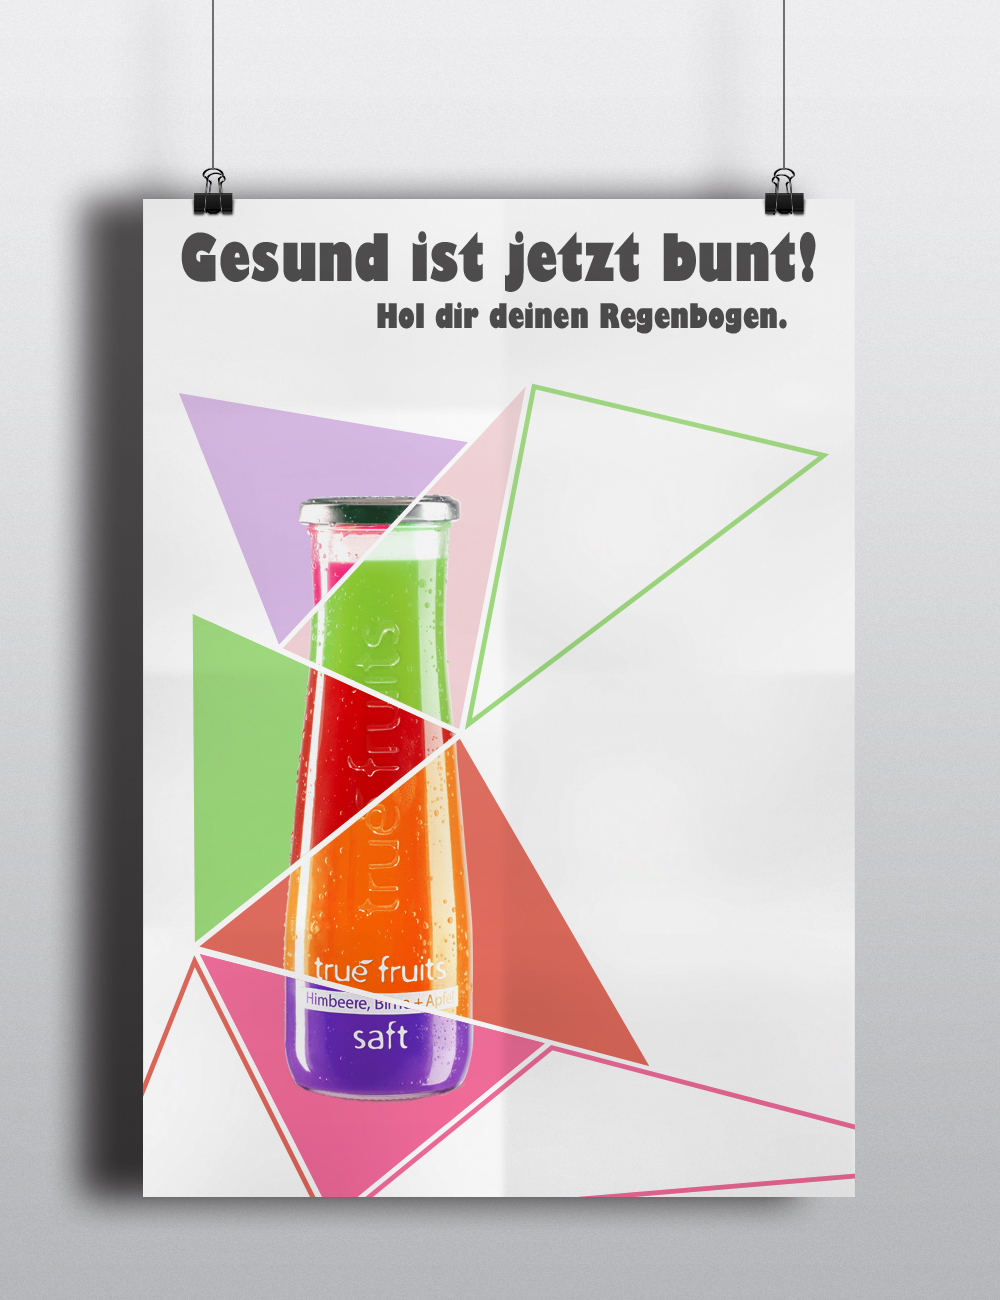 Gesund ist jetzt bunt!
Hol dir deinen Regenbogen.
true fruits
true fruits
Himbeere, Birne + Apfel
saft